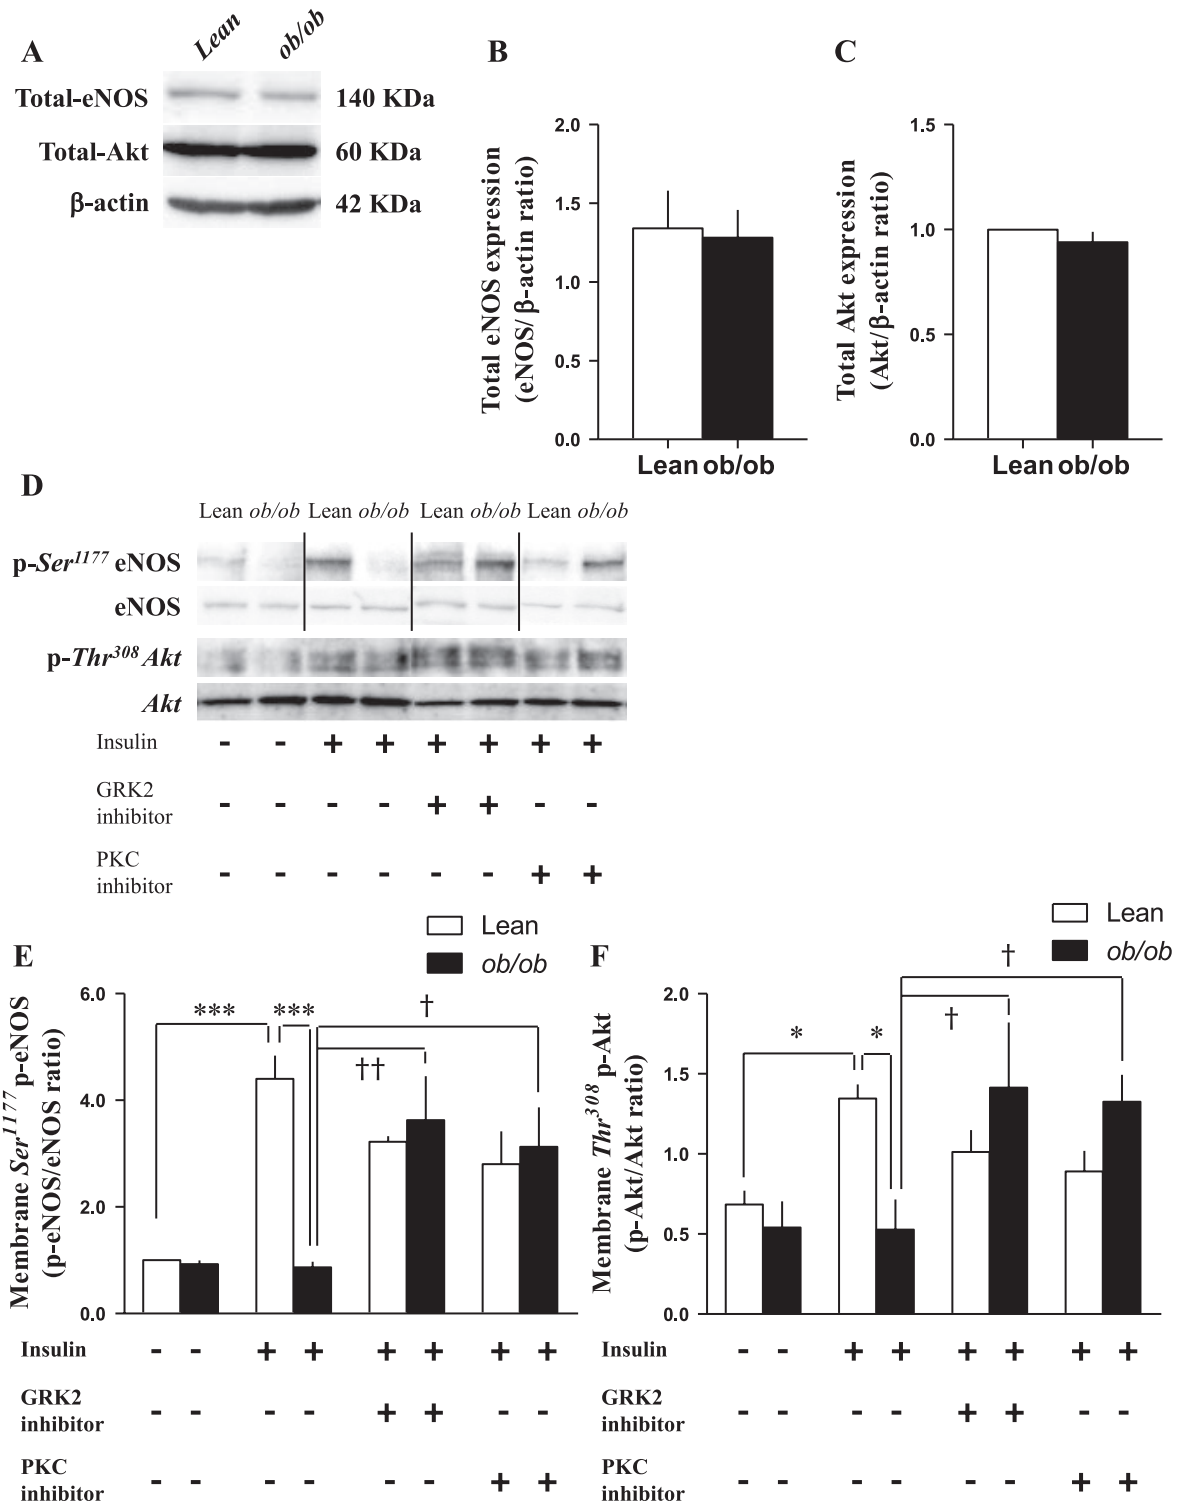 A
Lean ob/ob
Total-eNOS 140 KDa
Total-Akt 60 KDa
β-actin 42 KDa
B
Total eNOS expression
(eNOS/β-actin ratio)
2.0
1.5
1.0
0.5
0.0
Lean ob/ob
C
Total Akt expression
(Akt/β-actin ratio)
1.5
1.0
0.5
0.0
Lean ob/ob
D
Lean ob/ob Lean ob/ob Lean ob/ob Lean ob/ob
p-Ser¹¹⁷⁷ eNOS
eNOS
p-Thr³⁰⁸ Akt
Akt
Insulin - - + + + + + +
GRK2
inhibitor - - - - + + - -
PKC
inhibitor - - - - - - + +
E
Lean
ob/ob
Membrane Ser¹¹⁷⁷ p-eNOS
(p-eNOS/eNOS ratio)
6.0
4.0
2.0
0.0
*** *** † ††
Insulin - - + + + + + +
GRK2
inhibitor - - - - + + - -
PKC
inhibitor - - - - - - + +
F
Lean
ob/ob
Membrane Thr³⁰⁸ p-Akt
(p-Akt/Akt ratio)
2.0
1.5
1.0
0.5
0.0
* * † †
Insulin - - + + + + + +
GRK2
inhibitor - - - - + + - -
PKC
inhibitor - - - - - - + +